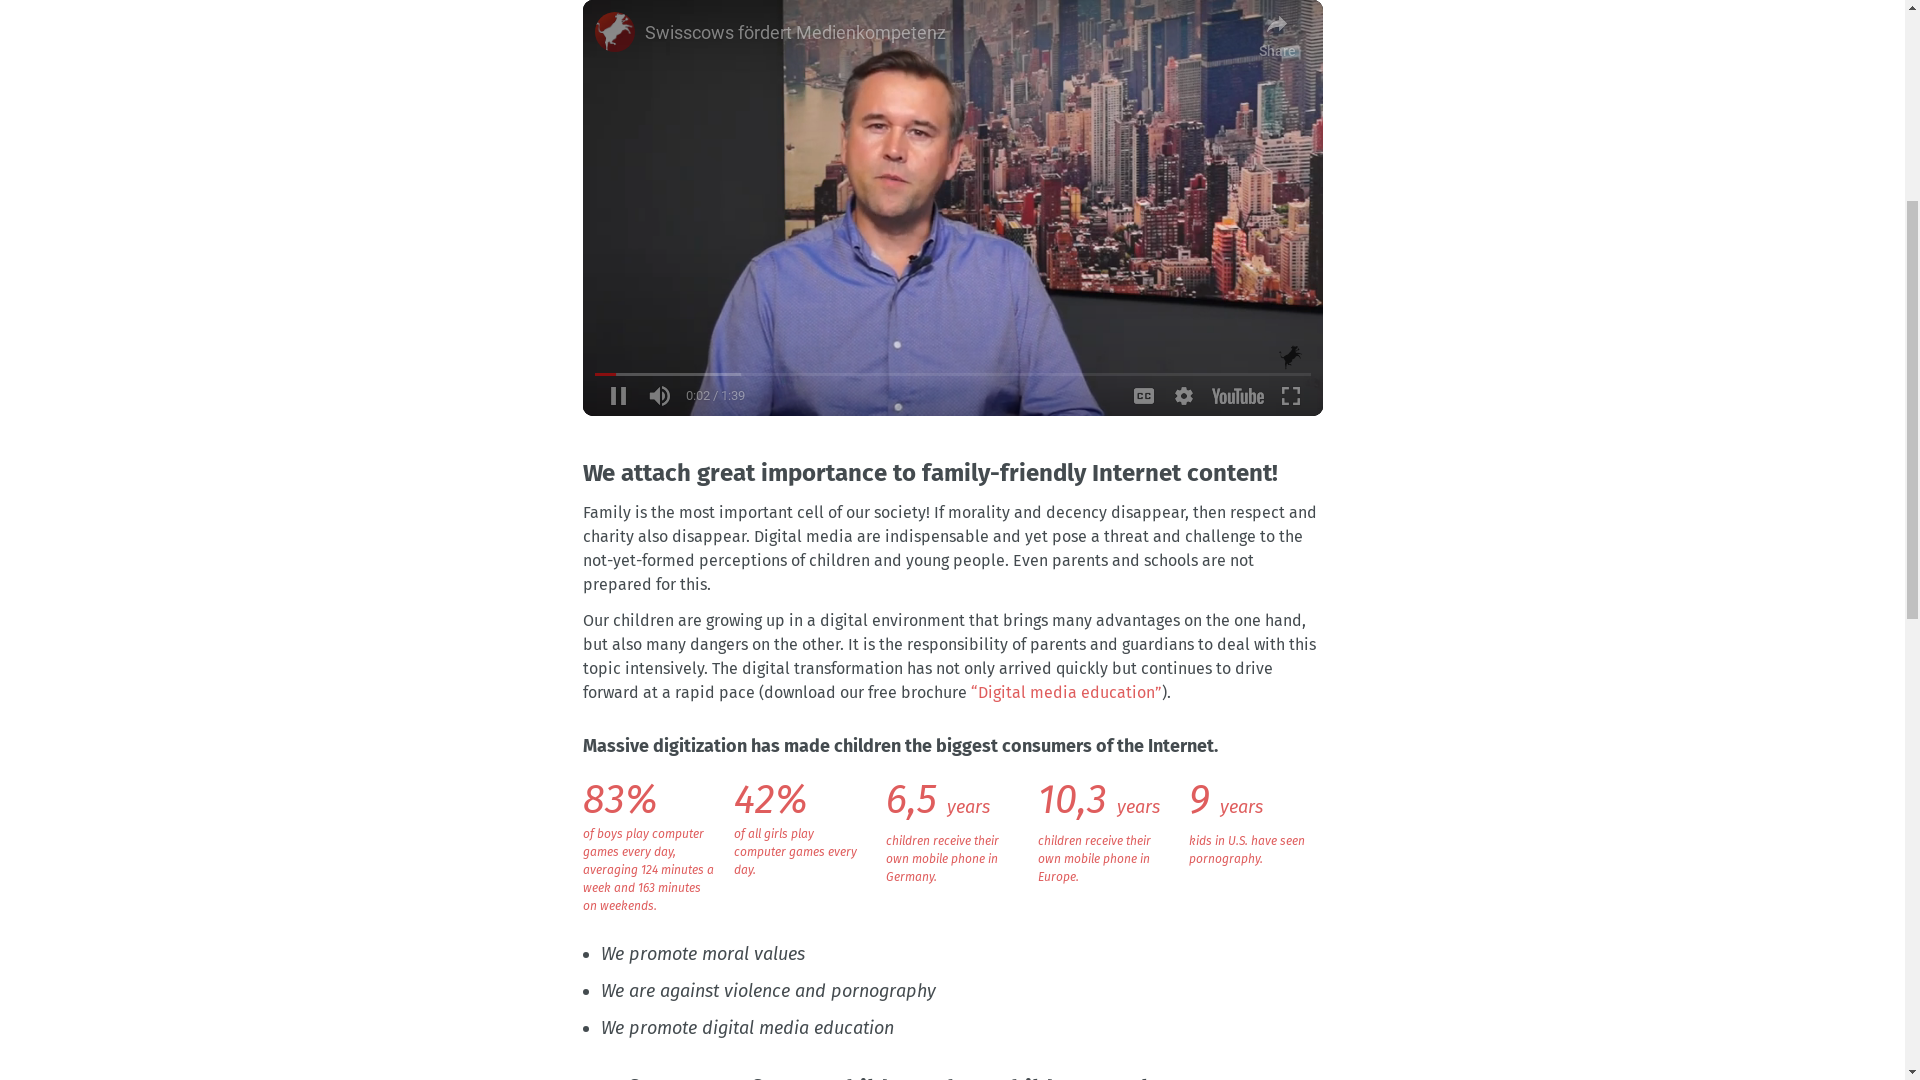 Swisscows fördert Medienkompetenz
Share
0:02 / 1:39
CC
YouTube
We attach great importance to family-friendly Internet content!
Family is the most important cell of our society! If morality and decency disappear, then respect and
charity also disappear. Digital media are indispensable and yet pose a threat and challenge to the
not-yet-formed perceptions of children and young people. Even parents and schools are not
prepared for this.
Our children are growing up in a digital environment that brings many advantages on the one hand,
but also many dangers on the other. It is the responsibility of parents and guardians to deal with this
topic intensively. The digital transformation has not only arrived quickly but continues to drive
forward at a rapid pace (download our free brochure “Digital media education”).
Massive digitization has made children the biggest consumers of the Internet.
83%
of boys play computer
games every day,
averaging 124 minutes a
week and 163 minutes
on weekends.
42%
of all girls play
computer games every
day.
6,5 years
children receive their
own mobile phone in
Germany.
10,3 years
children receive their
own mobile phone in
Europe.
9 years
kids in U.S. have seen
pornography.
• We promote moral values
• We are against violence and pornography
• We promote digital media education